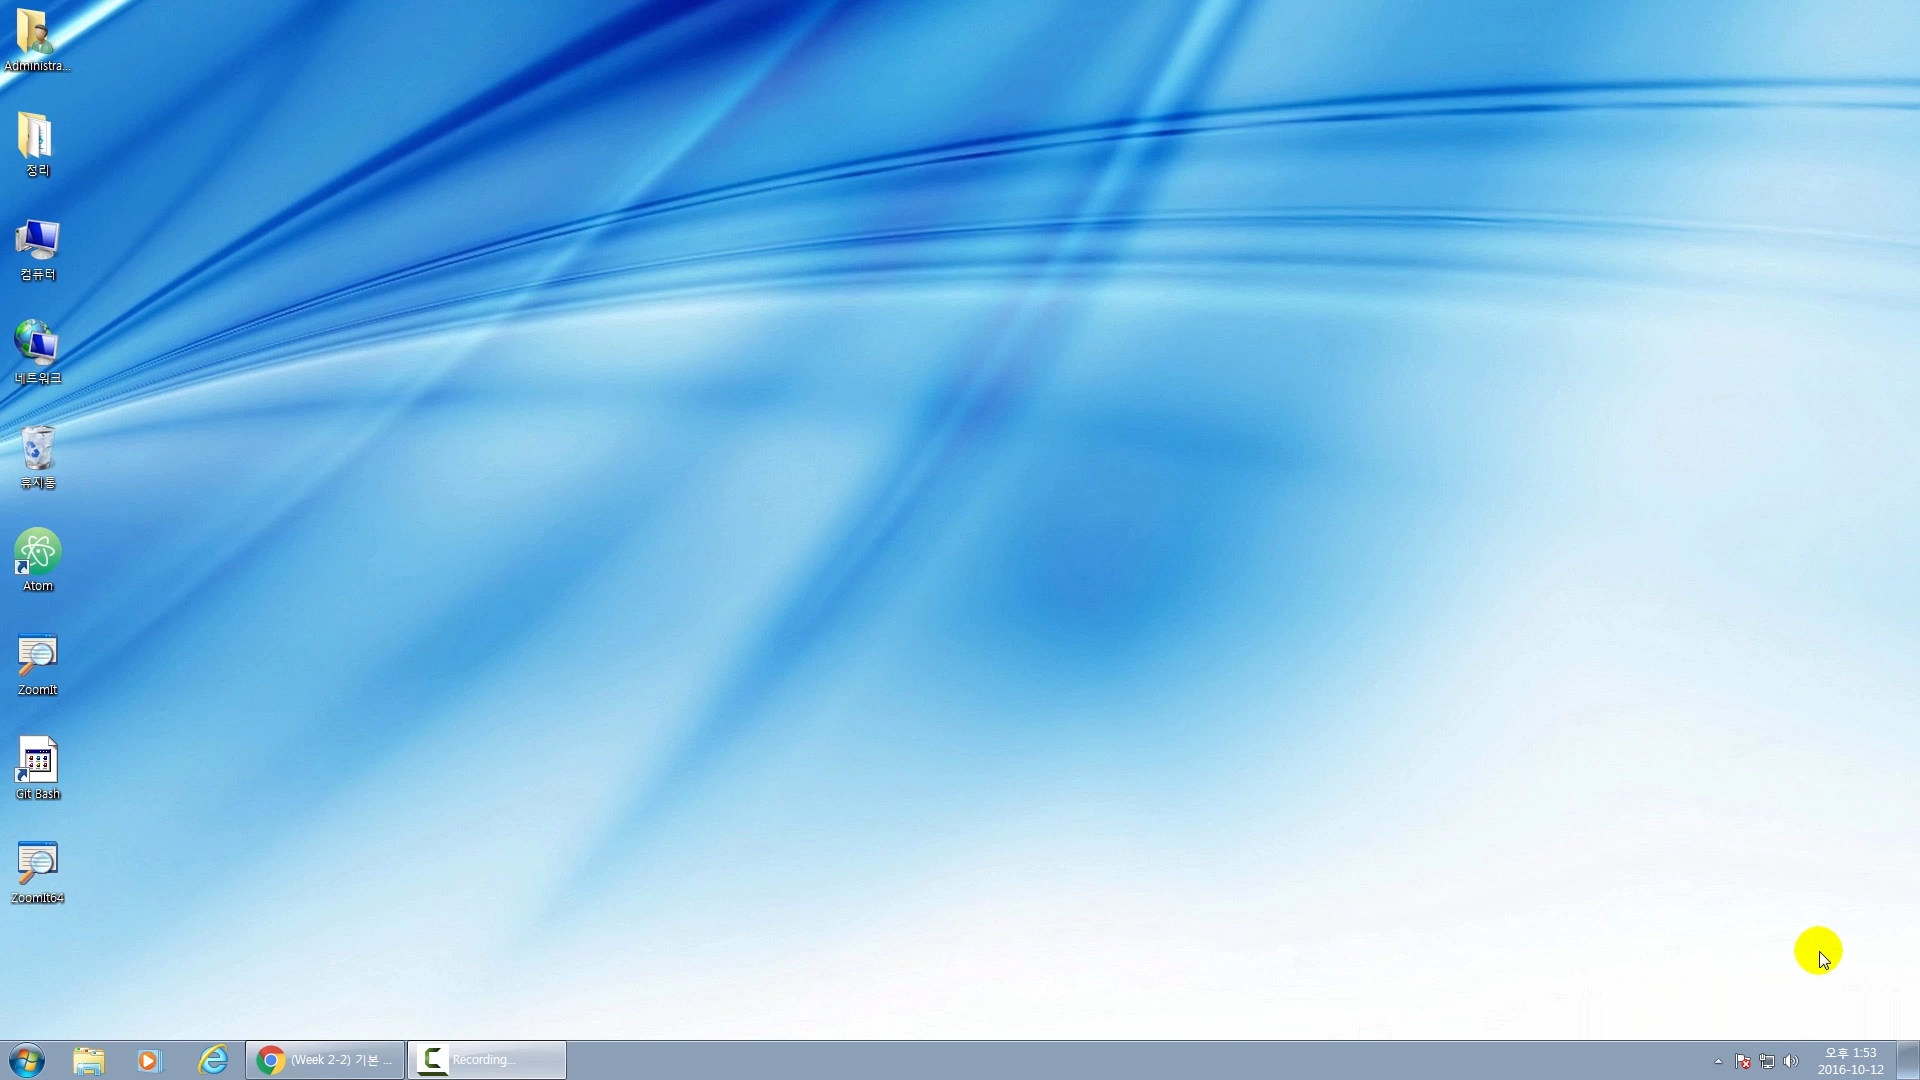 Administra...
정리
컴퓨터
네트워크
휴지통
Atom
ZoomIt
Git Bash
ZoomIt64
(Week 2-2) 기본 ...
Recording...
오후 1:53
2016-10-12